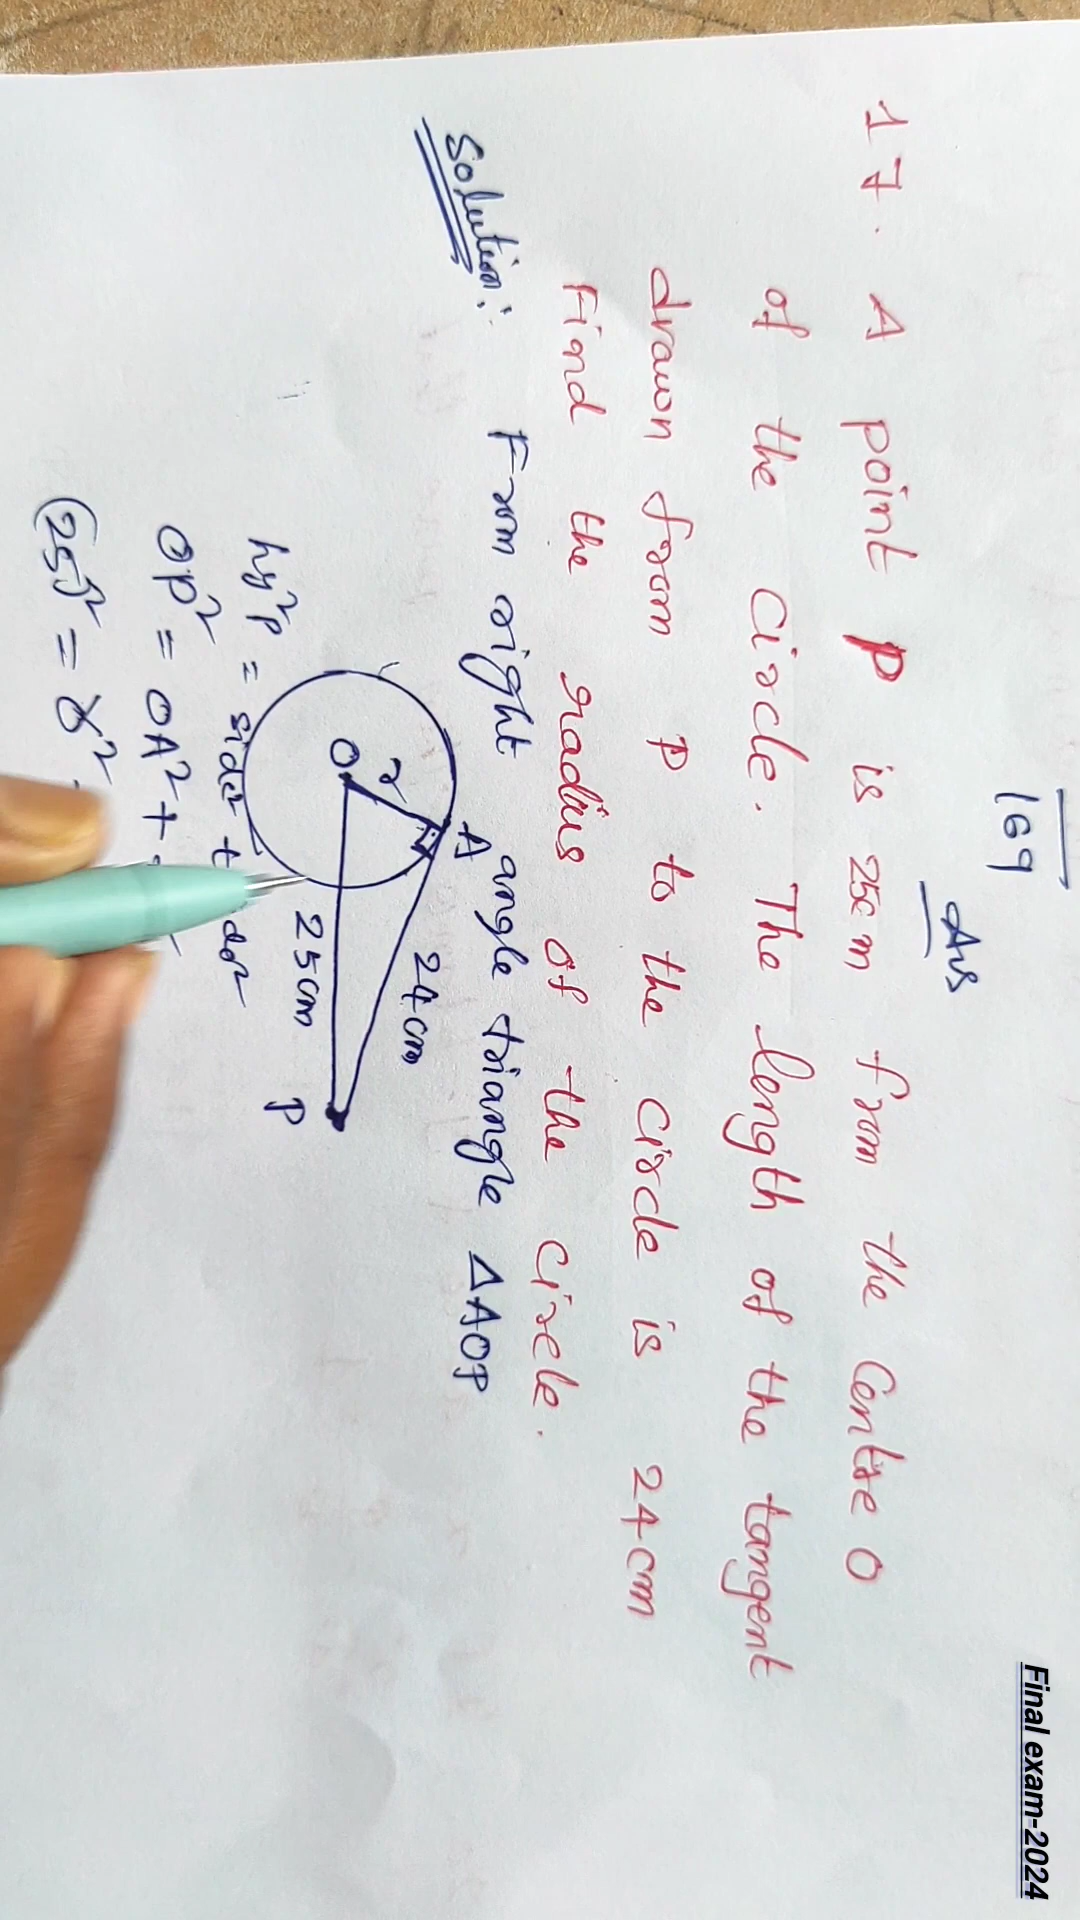 Final exam-2024
169
Ans
17. A point P is 25cm from the Centre O
of the Circle. The length of the tangent
drawn from P to the circle is 24cm
Find the radius of the circle.
Solution: From right angle triangle ΔAOP
A
24cm
r
O
25cm
P
hy²p = side² + side²
OP² = OA² +
(25)² = r²